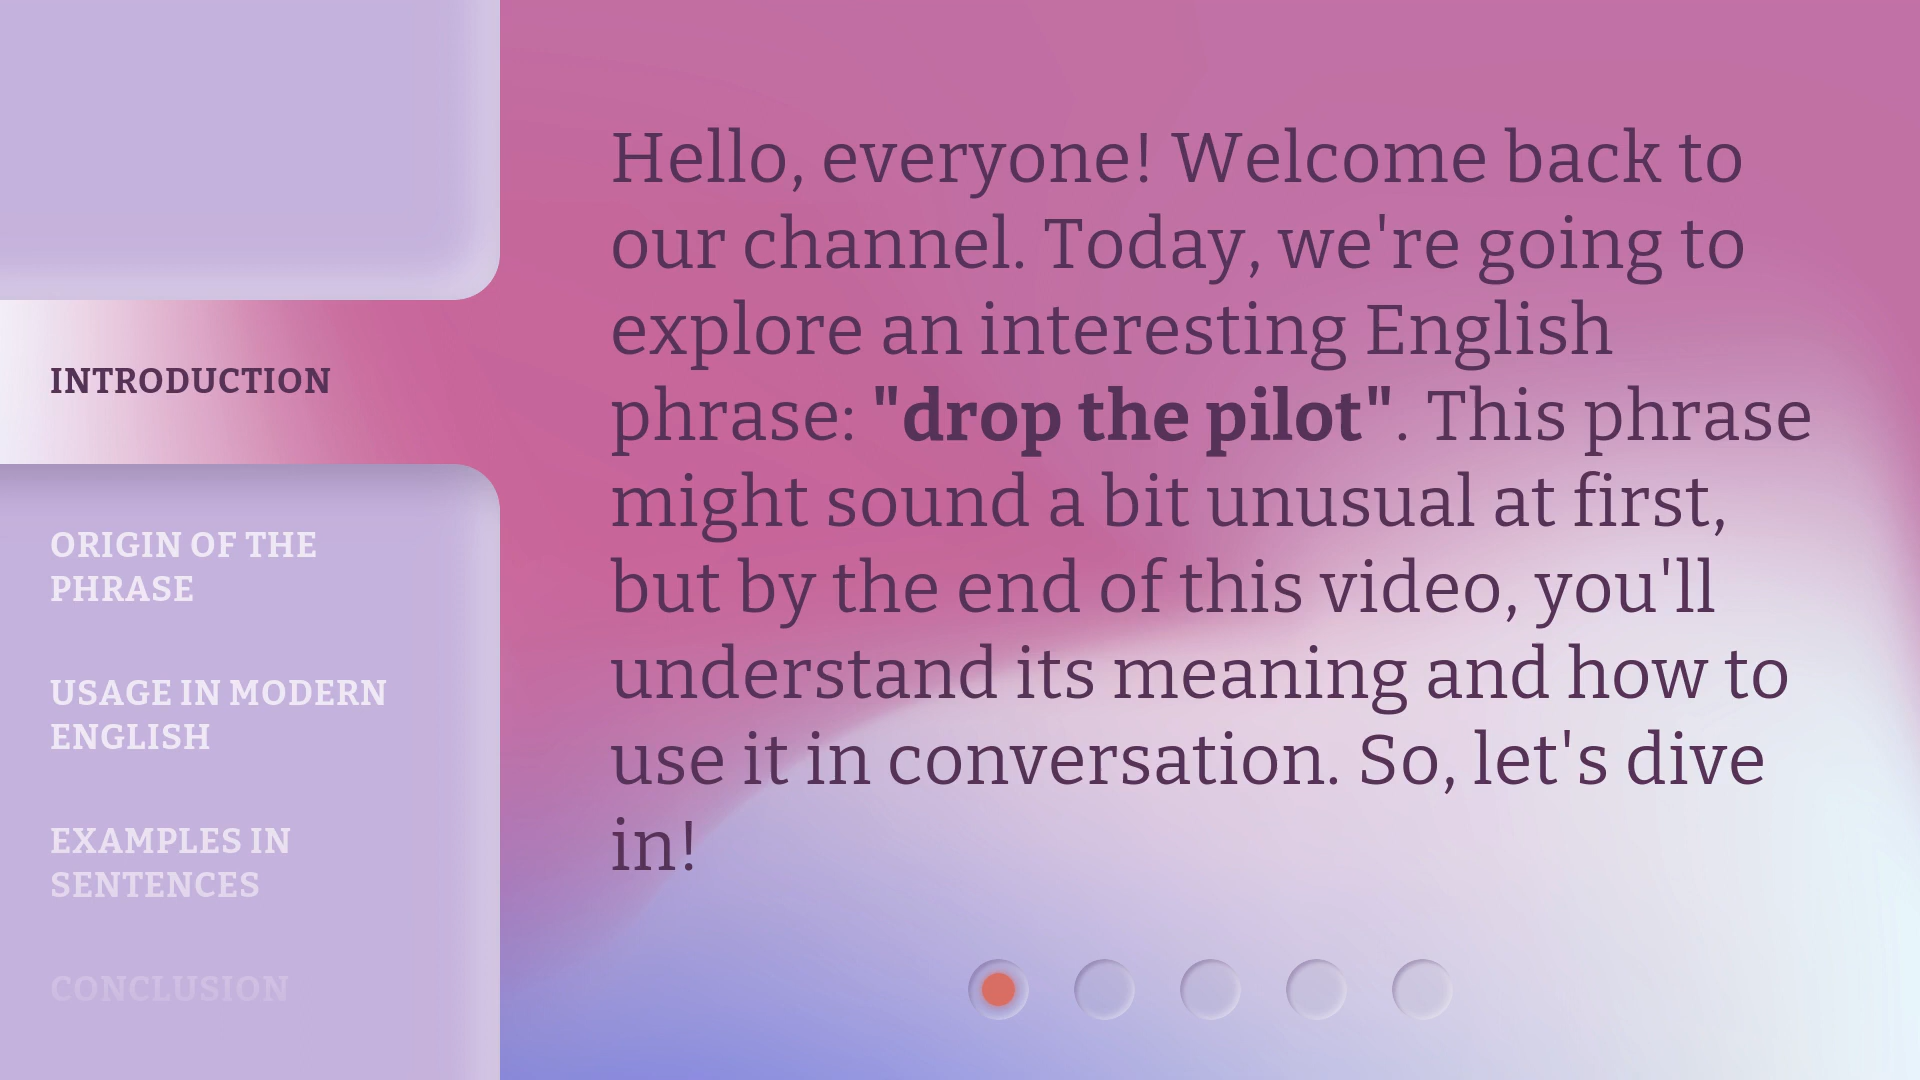 INTRODUCTION
ORIGIN OF THE
PHRASE
USAGE IN MODERN
ENGLISH
EXAMPLES IN
SENTENCES
CONCLUSION
Hello, everyone! Welcome back to
our channel. Today, we're going to
explore an interesting English
phrase: "drop the pilot". This phrase
might sound a bit unusual at first,
but by the end of this video, you'll
understand its meaning and how to
use it in conversation. So, let's dive
in!